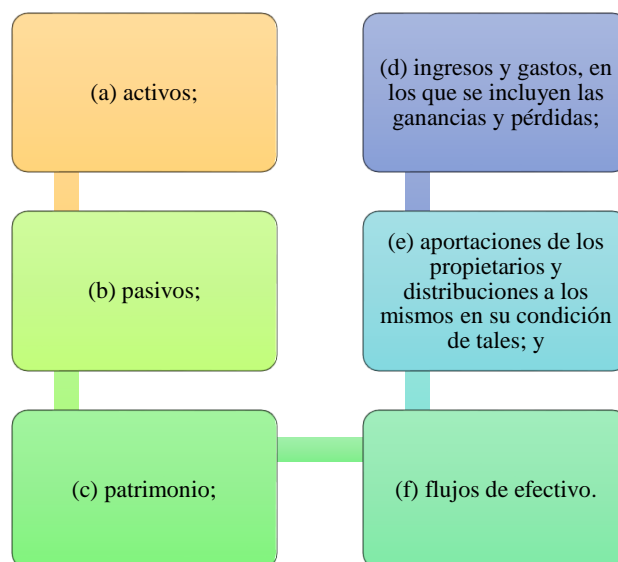 (a) activos;
(b) pasivos;
(c) patrimonio;
(d) ingresos y gastos, en
los que se incluyen las
ganancias y pérdidas;
(e) aportaciones de los
propietarios y
distribuciones a los
mismos en su condición
de tales; y
(f) flujos de efectivo.